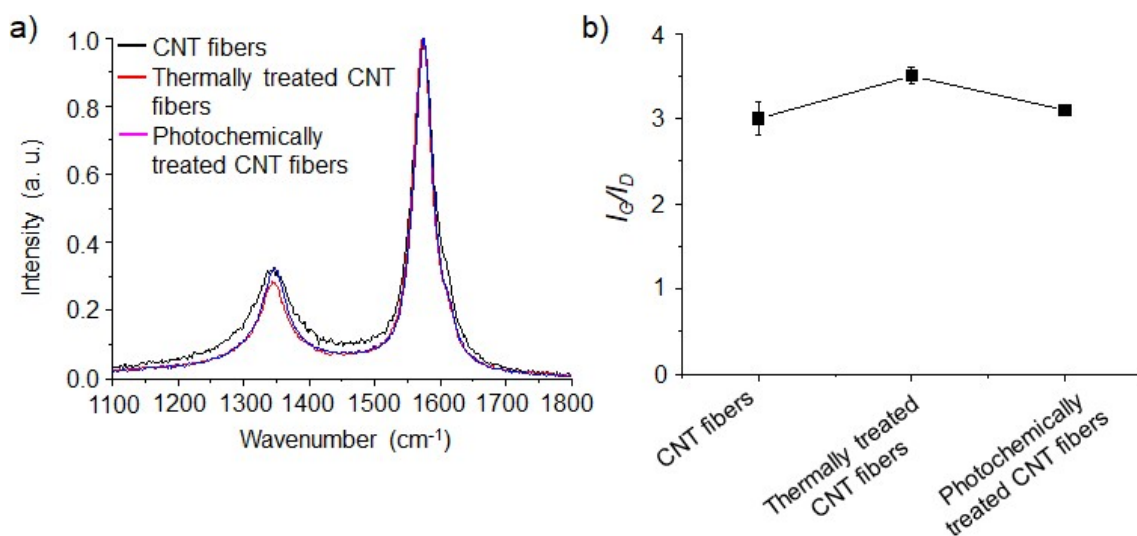 a)
CNT fibers
Thermally treated CNT
fibers
Photochemically
treated CNT fibers
Intensity (a. u.)
1.0
0.8
0.6
0.4
0.2
0.0
1100 1200 1300 1400 1500 1600 1700 1800
Wavenumber (cm-1)
b)
I_G/I_D
4
3
2
1
0
CNT fibers
Thermally treated
CNT fibers
Photochemically
treated CNT fibers